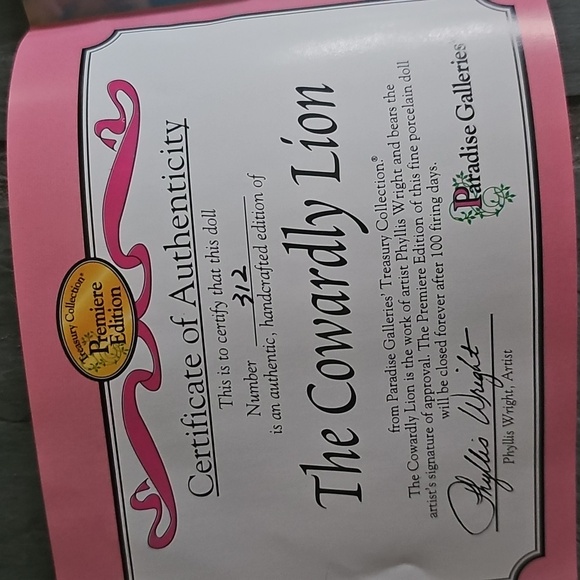 Treasury Collection®
Premiere
Edition
Certificate of Authenticity
This is to certify that this doll
Number 312
is an authentic, handcrafted edition of
The Cowardly Lion
from Paradise Galleries' Treasury Collection.®
The Cowardly Lion is the work of artist Phyllis Wright and bears the
artist's signature of approval. The Premiere Edition of this fine porcelain doll
will be closed forever after 100 firing days.
Phyllis Wright
Phyllis Wright, Artist
Paradise Galleries®